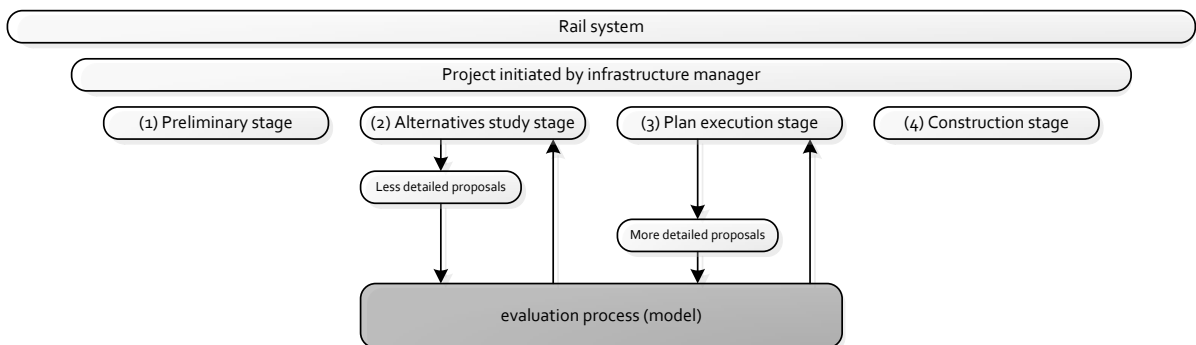 Rail system
Project initiated by infrastructure manager
(1) Preliminary stage
(2) Alternatives study stage
(3) Plan execution stage
(4) Construction stage
Less detailed proposals
More detailed proposals
evaluation process (model)